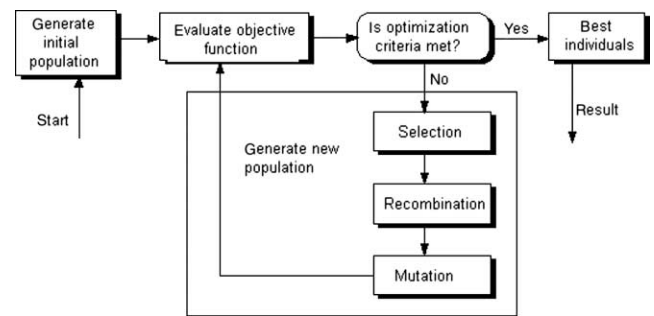 Generate
initial
population
Evaluate objective
function
Is optimization
criteria met?
Yes
Best
individuals
No
Start
Result
Selection
Generate new
population
Recombination
Mutation